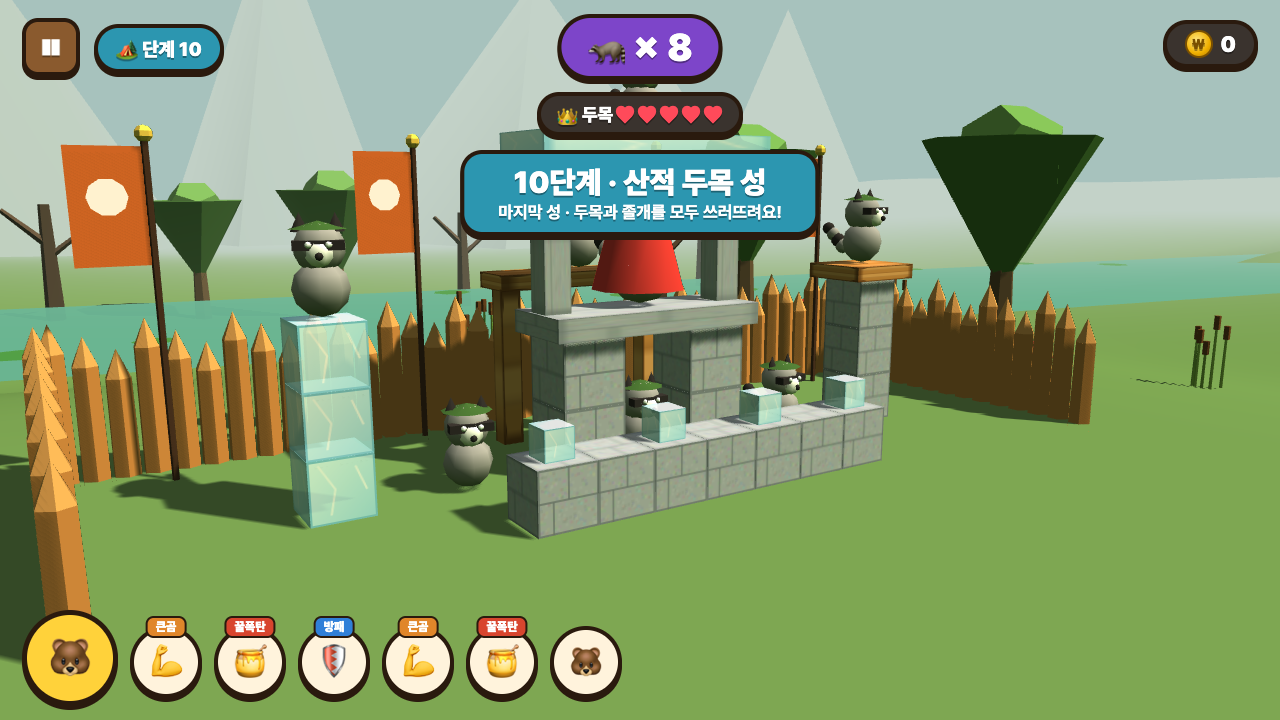 단계 10
× 8
₩ 0
두목
10단계 · 산적 두목 성
마지막 성 · 두목과 졸개를 모두 쓰러뜨려요!
큰곰
꿀폭탄
방패
큰곰
꿀폭탄